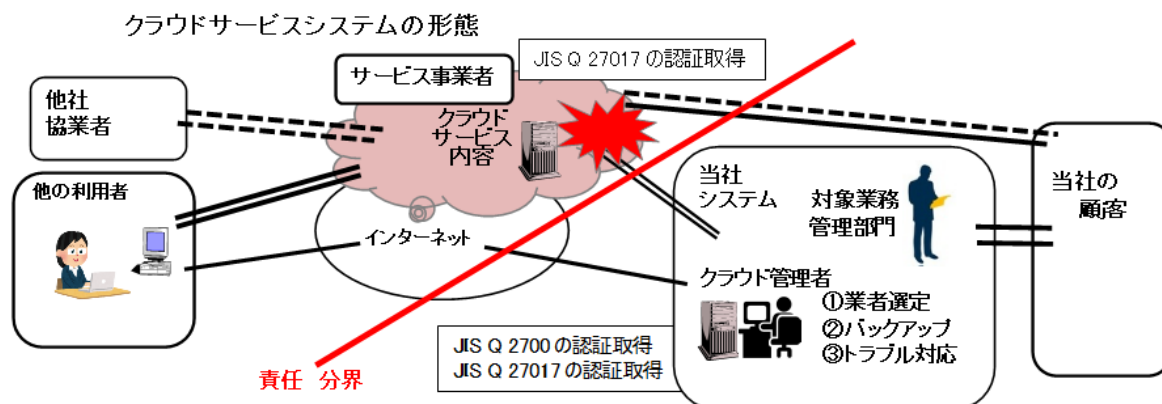 クラウドサービスシステムの形態
JIS Q 27017 の認証取得
サービス事業者
他社
協業者
クラウド
サービス
内容
他の利用者
インターネット
当社
システム
対象業務
管理部門
当社の
顧客
クラウド管理者
①業者選定
②バックアップ
③トラブル対応
JIS Q 2700 の認証取得
JIS Q 27017 の認証取得
責任 分界